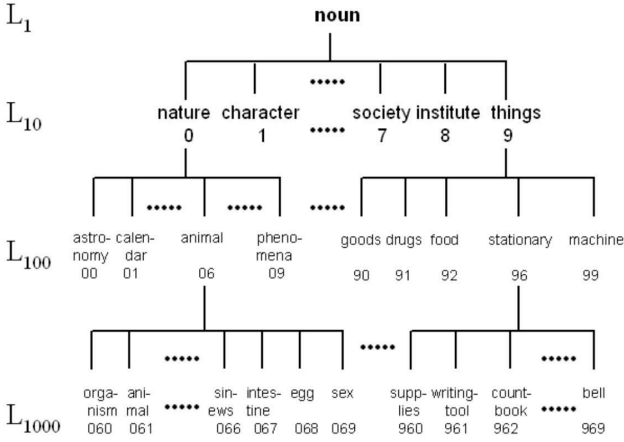 L1 noun
•••••
nature character society institute things
L10 •••••
0 1 7 8 9
••••• ••••• •••••
astro- calen- animal pheno- goods drugs food stationary machine
nomy dar mena
L100 00 01 06 09 90 91 92 96 99
•••••
••••• •••••
orga- ani- sin- intes- egg sex supp- writing- count- bell
nism mal ••••• ews tine lies tool book •••••
L1000 060 061 066 067 068 069 960 961 962 969